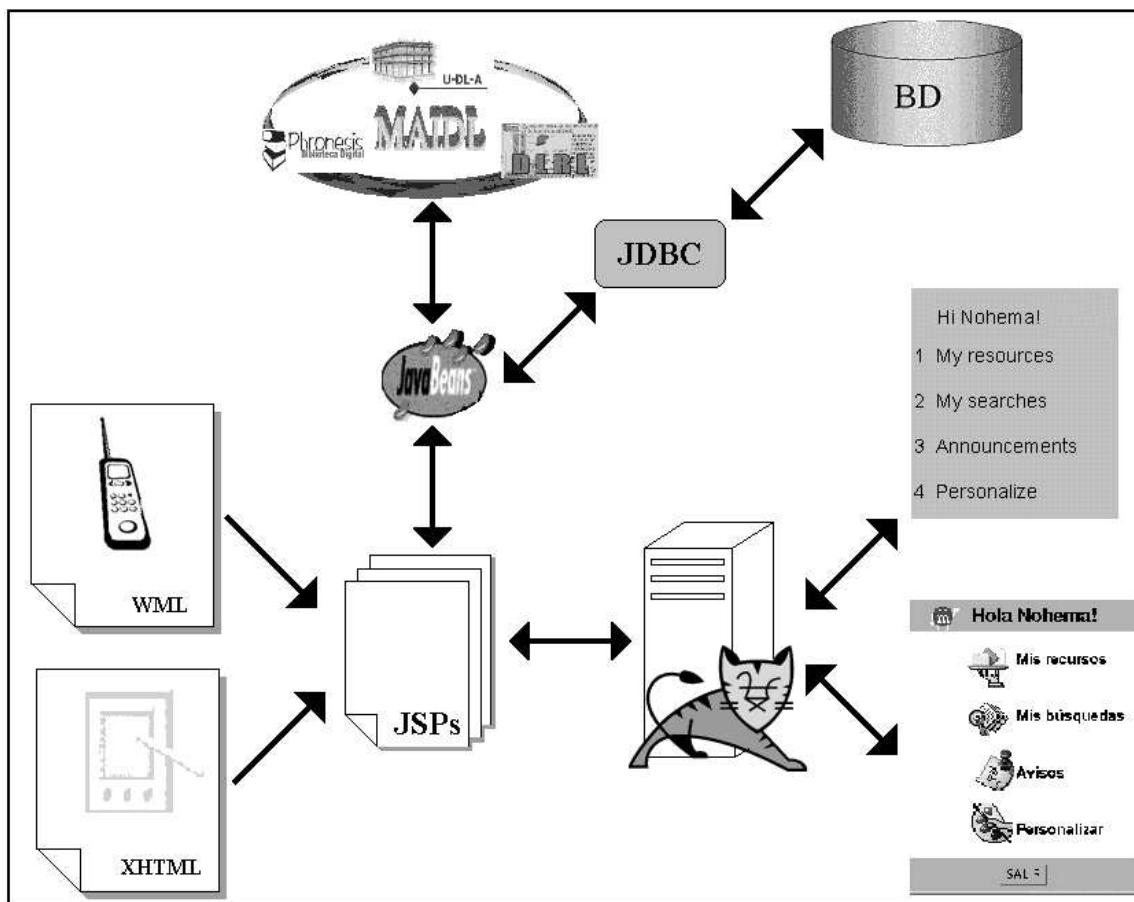 U-DL-A
MAIDL
Phronesis
Biblioteca Digital
DLRL
BD
JDBC
JavaBeans
Hi Nohema!
1 My resources
2 My searches
3 Announcements
4 Personalize
WML
JSPs
XHTML
Hola Nohema!
Mis recursos
Mis búsquedas
Avisos
Personalizar